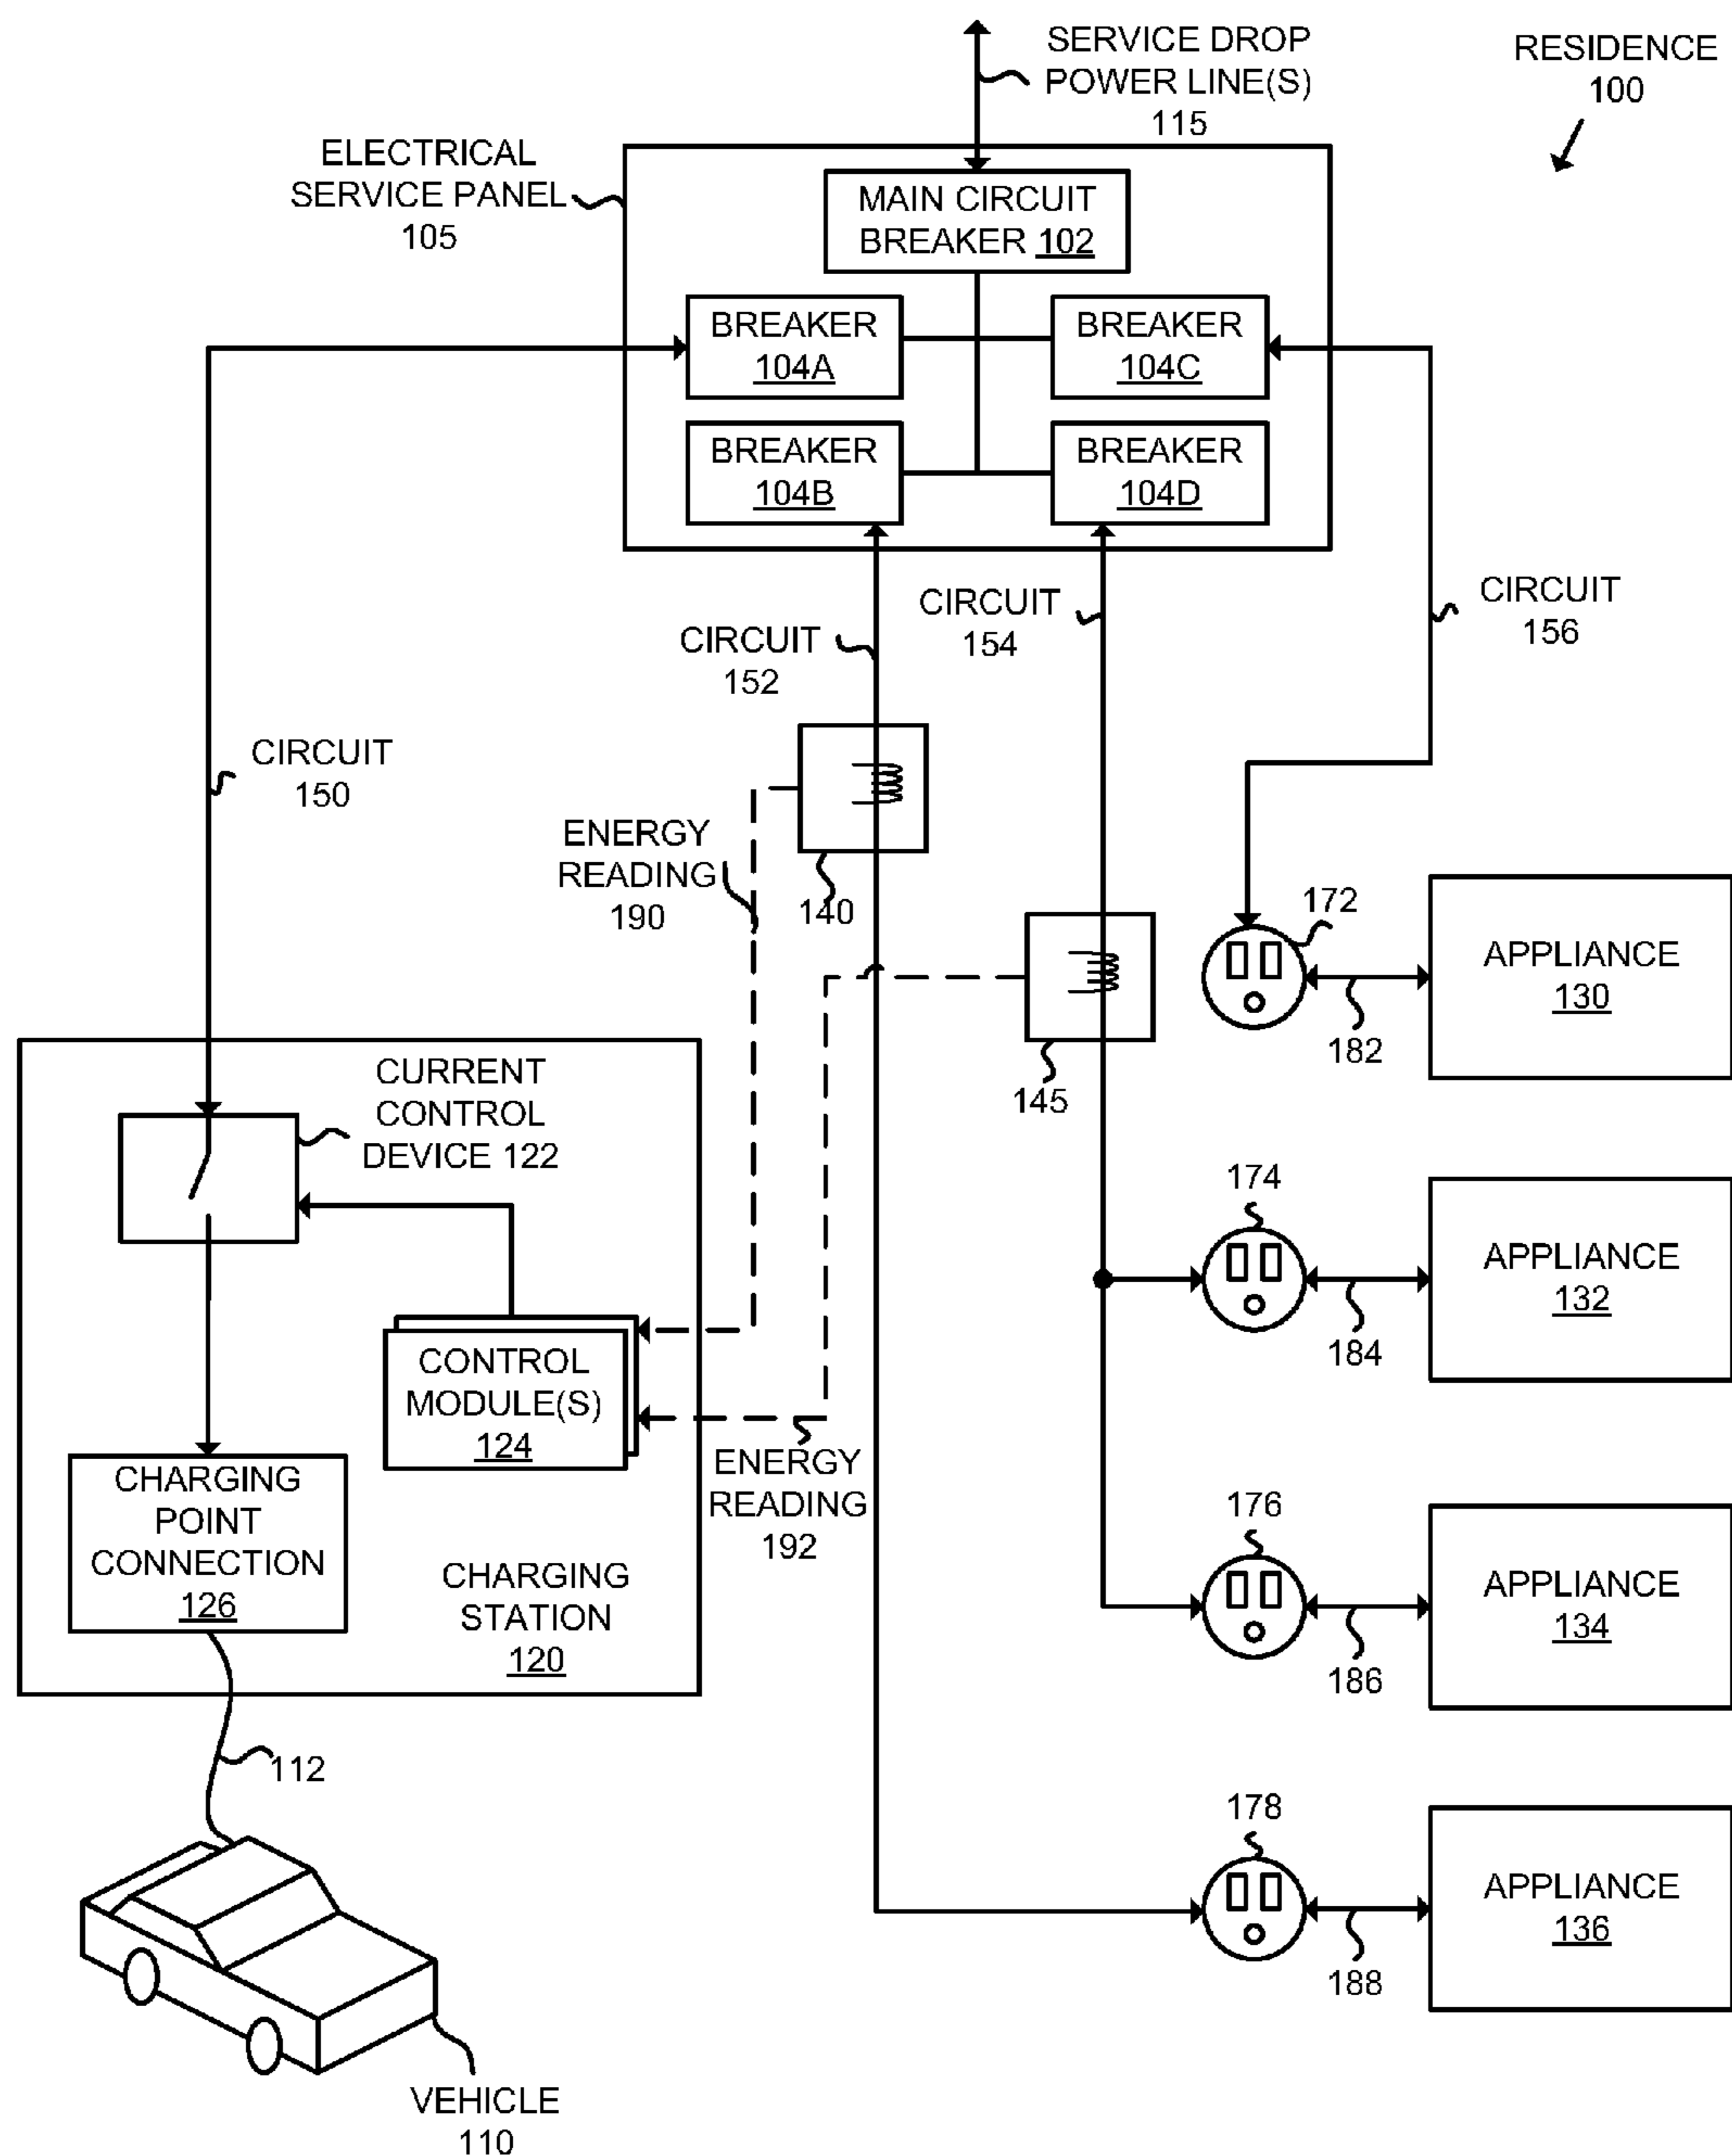 SERVICE DROP
POWER LINE(S)
115
RESIDENCE
100
ELECTRICAL
SERVICE PANEL
105
MAIN CIRCUIT
BREAKER 102
BREAKER
104A
BREAKER
104C
BREAKER
104B
BREAKER
104D
CIRCUIT
150
CIRCUIT
152
CIRCUIT
154
CIRCUIT
156
ENERGY
READING
190
140
145
172
APPLIANCE
130
182
CURRENT
CONTROL
DEVICE 122
174
APPLIANCE
132
184
CONTROL
MODULE(S)
124
ENERGY
READING
192
CHARGING
POINT
CONNECTION
126
CHARGING
STATION
120
176
APPLIANCE
134
186
112
178
APPLIANCE
136
188
VEHICLE
110